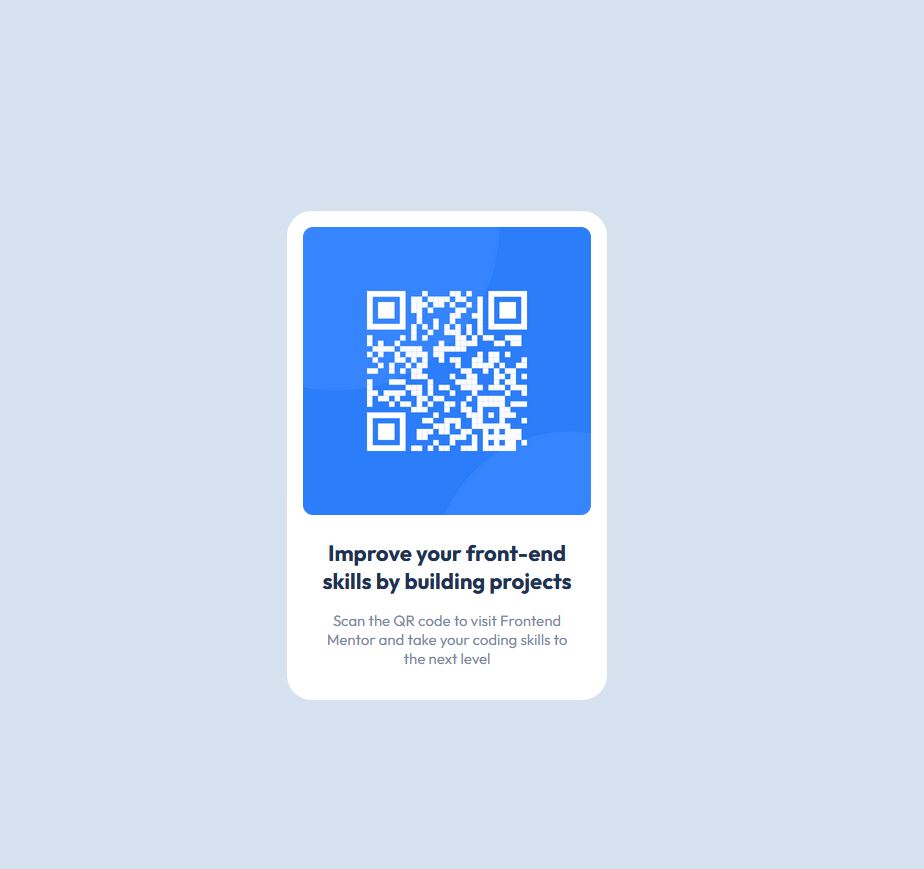 Improve your front-end
skills by building projects
Scan the QR code to visit Frontend
Mentor and take your coding skills to
the next level